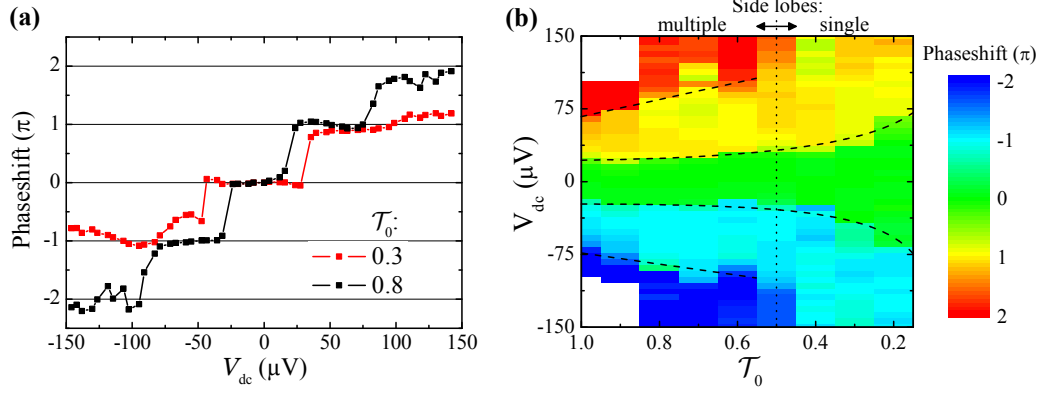 (a)
2
1
0
-1
-2
Phaseshift (π)
𝒯0:
0.3
0.8
-150 -100 -50 0 50 100 150
Vdc (µV)
(b)
Side lobes:
multiple single
150
75
0
-75
-150
Vdc (µV)
1.0 0.8 0.6 0.4 0.2
𝒯0
Phaseshift (π)
-2
-1
0
1
2